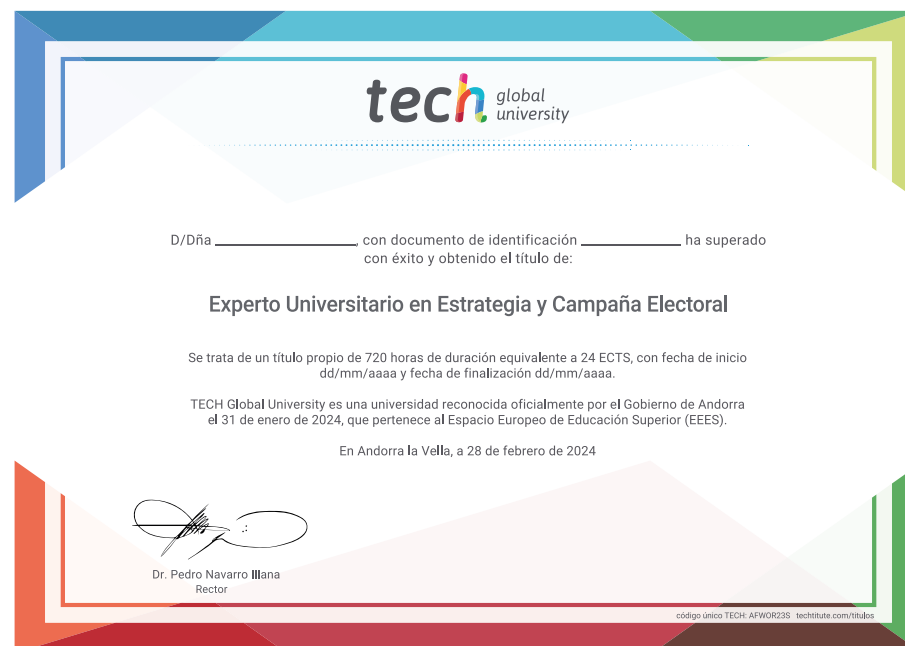 tech global university
D/Dña ____________, con documento de identificación ____________ ha superado
con éxito y obtenido el título de:
Experto Universitario en Estrategia y Campaña Electoral
Se trata de un título propio de 720 horas de duración equivalente a 24 ECTS, con fecha de inicio
dd/mm/aaaa y fecha de finalización dd/mm/aaaa.
TECH Global University es una universidad reconocida oficialmente por el Gobierno de Andorra
el 31 de enero de 2024, que pertenece al Espacio Europeo de Educación Superior (EEES).
En Andorra la Vella, a 28 de febrero de 2024
Dr. Pedro Navarro Illana
Rector
código único TECH: AFWOR23S techtitute.com/titulos